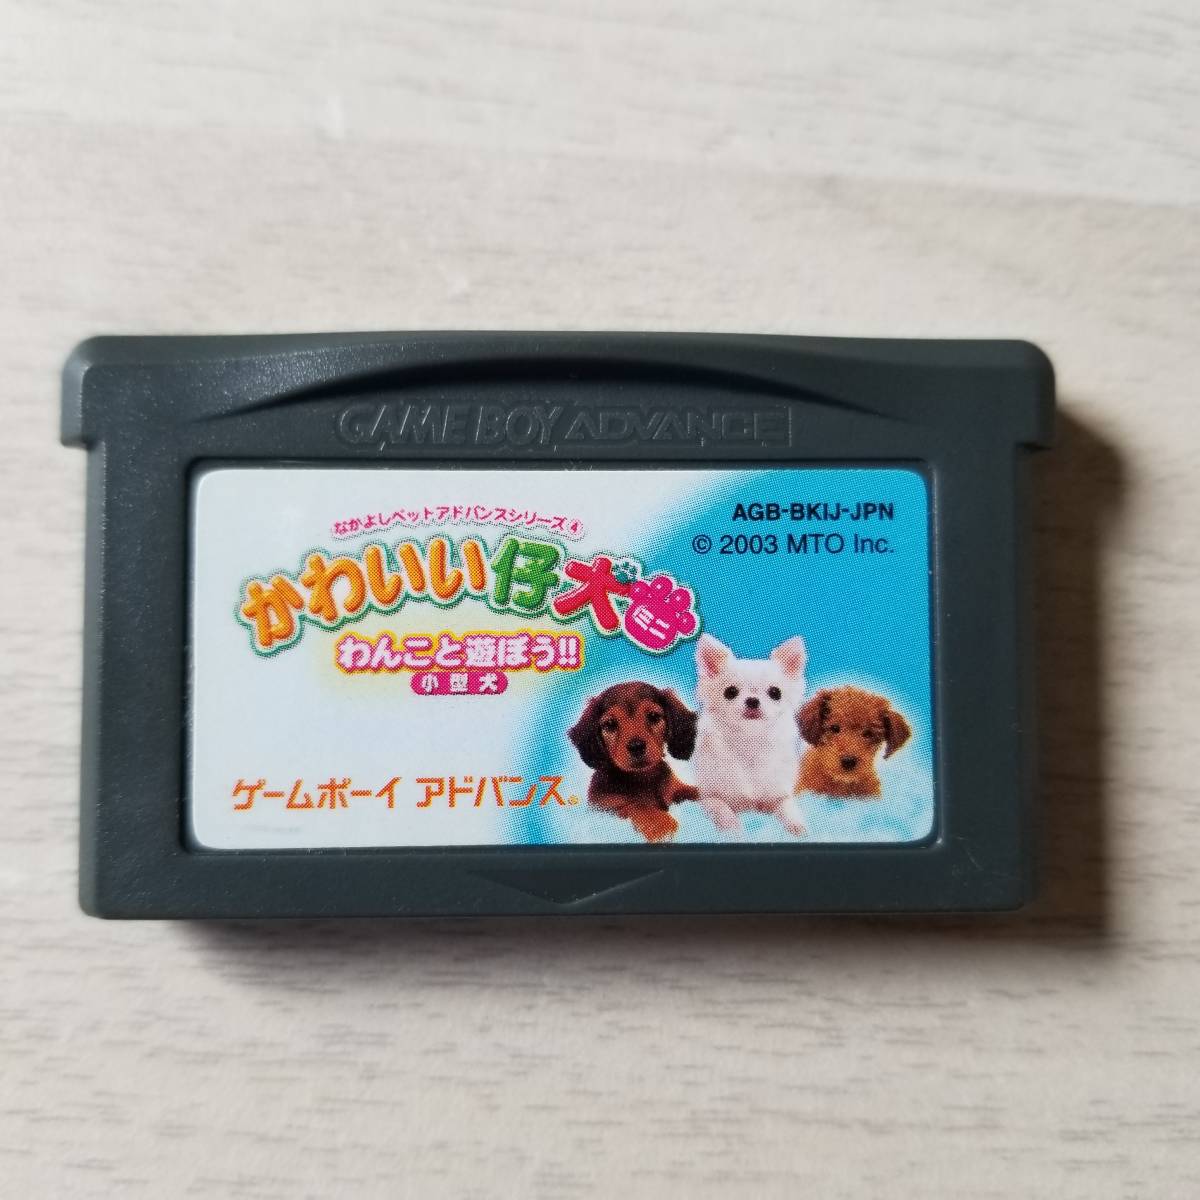 GAME BOY ADVANCE
AGB-BKIJ-JPN
© 2003 MTO Inc.
なかよしペットアドバンスシリーズ④
かわいい仔犬ミニ
わんこと遊ぼう!!
小型犬
ゲームボーイ アドバンス®